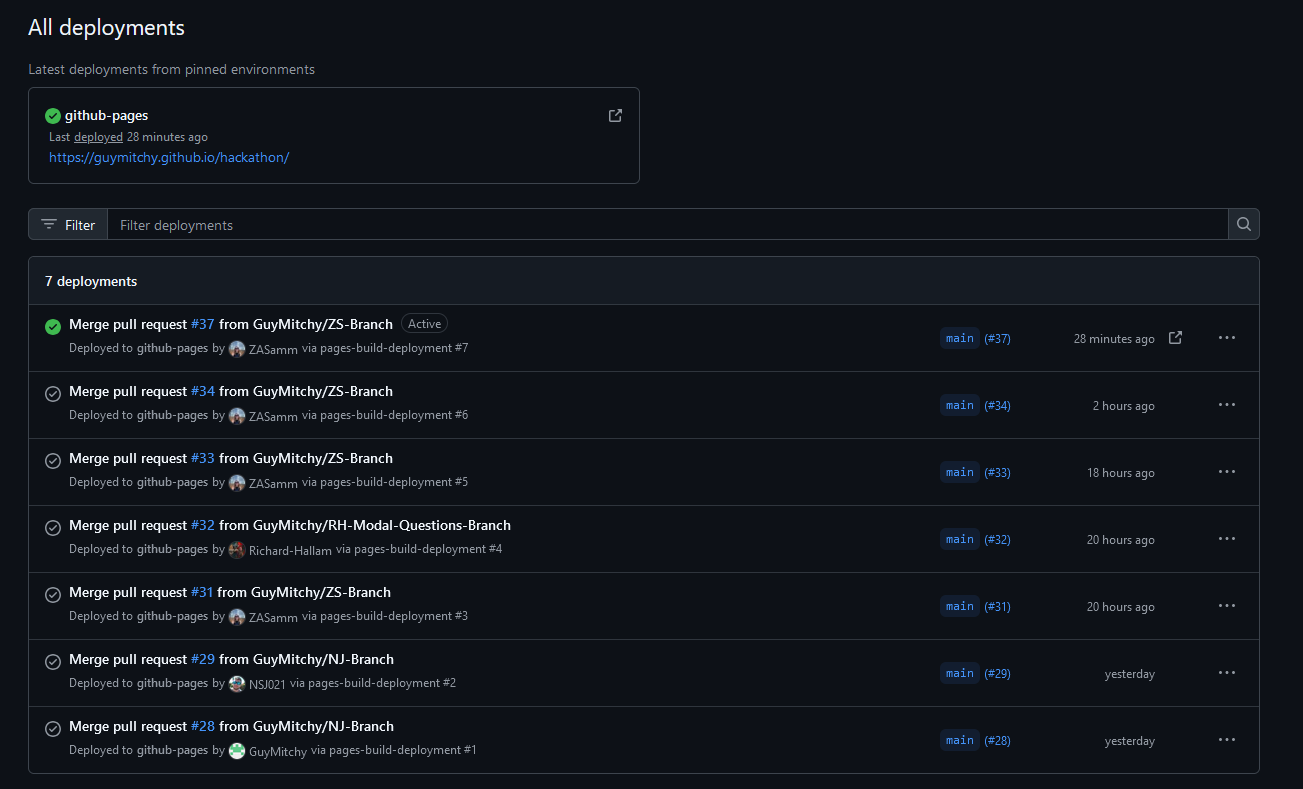 All deployments
Latest deployments from pinned environments
github-pages
Last deployed 28 minutes ago
https://guymitchy.github.io/hackathon/
Filter Filter deployments
7 deployments
Merge pull request #37 from GuyMitchy/ZS-Branch Active
Deployed to github-pages by ZASamm via pages-build-deployment #7
main (#37) 28 minutes ago
Merge pull request #34 from GuyMitchy/ZS-Branch
Deployed to github-pages by ZASamm via pages-build-deployment #6
main (#34) 2 hours ago
Merge pull request #33 from GuyMitchy/ZS-Branch
Deployed to github-pages by ZASamm via pages-build-deployment #5
main (#33) 18 hours ago
Merge pull request #32 from GuyMitchy/RH-Modal-Questions-Branch
Deployed to github-pages by Richard-Hallam via pages-build-deployment #4
main (#32) 20 hours ago
Merge pull request #31 from GuyMitchy/ZS-Branch
Deployed to github-pages by ZASamm via pages-build-deployment #3
main (#31) 20 hours ago
Merge pull request #29 from GuyMitchy/NJ-Branch
Deployed to github-pages by NSJ021 via pages-build-deployment #2
main (#29) yesterday
Merge pull request #28 from GuyMitchy/NJ-Branch
Deployed to github-pages by GuyMitchy via pages-build-deployment #1
main (#28) yesterday